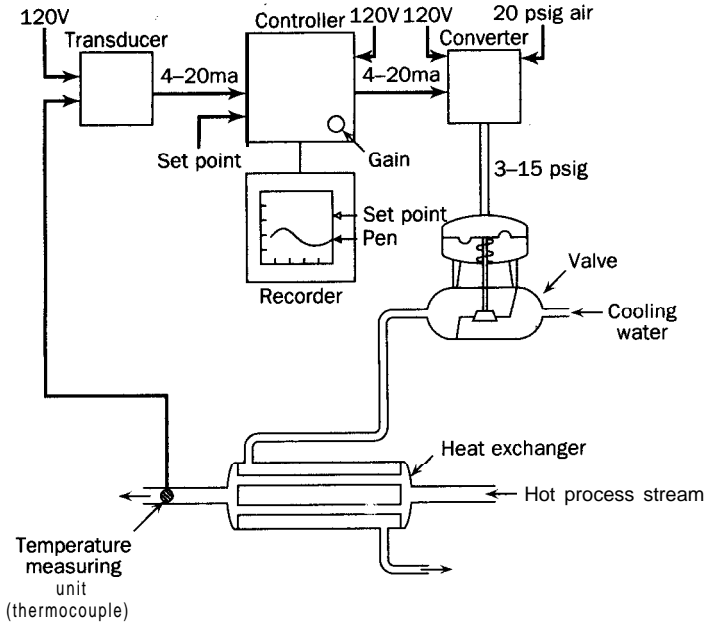 120V
Transducer
Controller
120V
120V
20 psig air
Converter
4–20ma
4–20ma
Set point
Gain
3–15 psig
Set point
Pen
Recorder
Valve
Cooling
water
Heat exchanger
Hot process stream
Temperature
measuring
unit
(thermocouple)